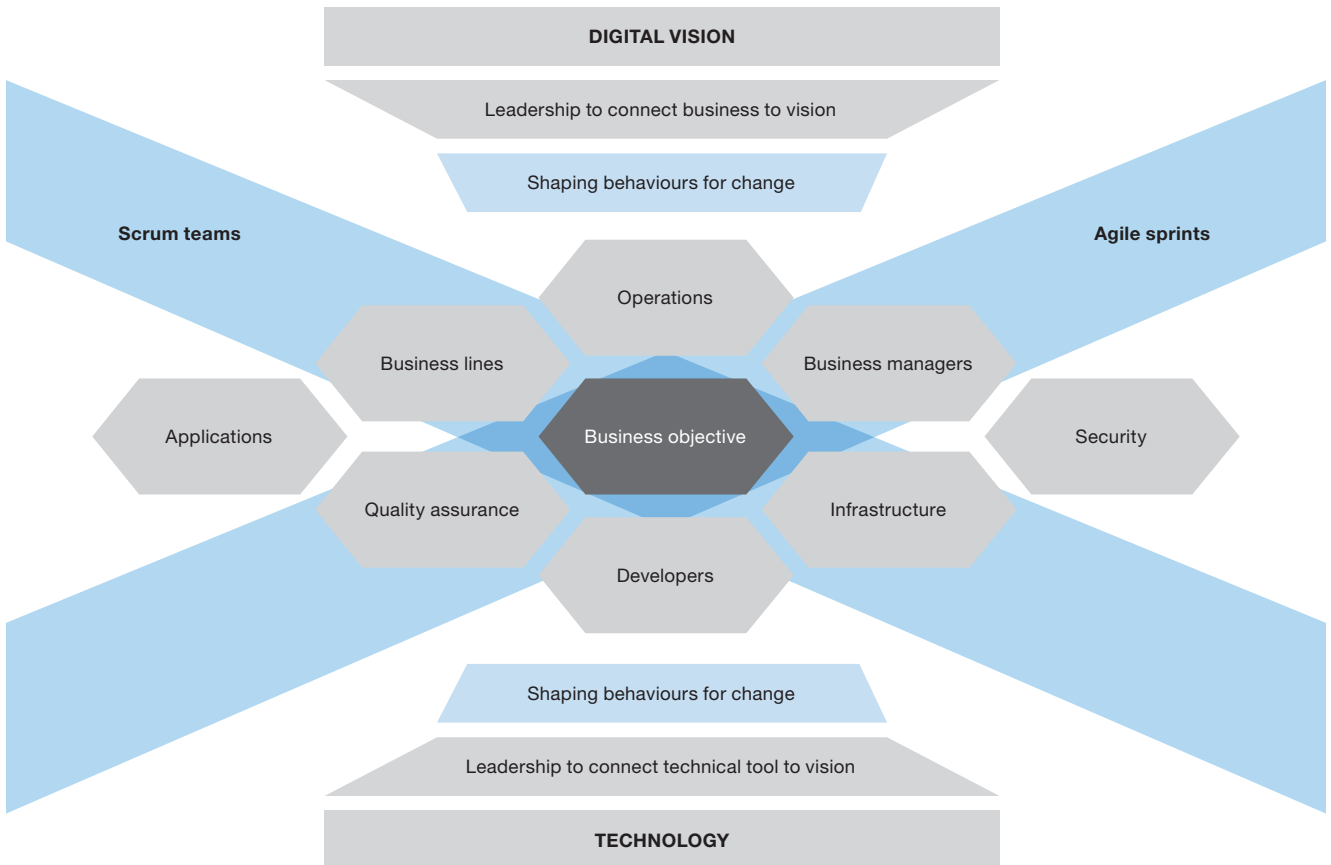 DIGITAL VISION
Leadership to connect business to vision
Shaping behaviours for change
Scrum teams
Agile sprints
Operations
Business lines
Business managers
Applications
Business objective
Security
Quality assurance
Infrastructure
Developers
Shaping behaviours for change
Leadership to connect technical tool to vision
TECHNOLOGY